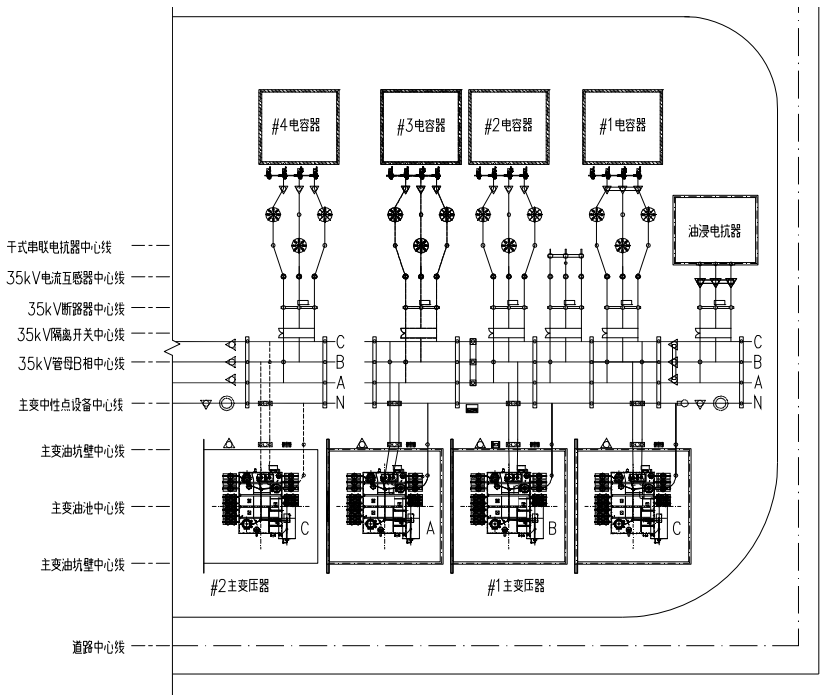 #4电容器
#3电容器
#2电容器
#1电容器
油浸电抗器
干式串联电抗器中心线
35kV电流互感器中心线
35kV断路器中心线
35kV隔离开关中心线
C
C
35kV管母B相中心线
B
B
A
A
主变中性点设备中心线
N
N
主变油坑壁中心线
主变油池中心线
C
A
B
C
主变油坑壁中心线
#2主变压器
#1主变压器
道路中心线